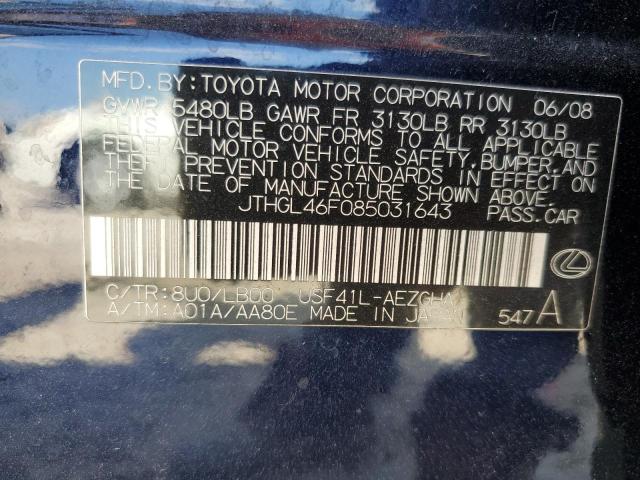 MFD.BY:TOYOTA MOTOR CORPORATION 06/08
GVWR 5480LB GAWR FR 3130LB RR 3130LB
THIS VEHICLE CONFORMS TO ALL APPLICABLE
FEDERAL MOTOR VEHICLE SAFETY,BUMPER,AND
THEFT PREVENTION STANDARDS IN EFFECT ON
THE DATE OF MANUFACTURE SHOWN ABOVE.
JTHGL46F085031643 PASS.CAR
C/TR:8U0/LB00 USF41L-AEZGHA
A/TM:A01A/AA80E MADE IN JAPAN
547A